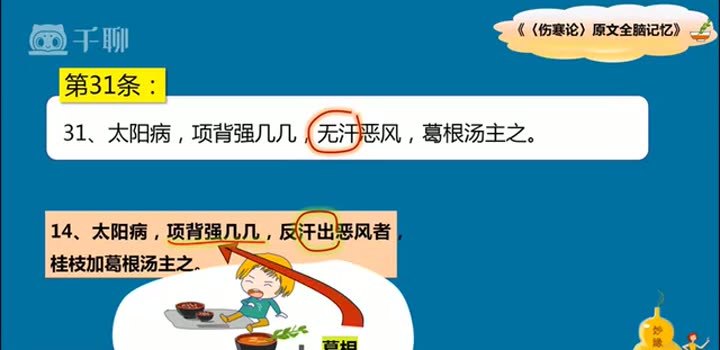 千聊
《〈伤寒论〉原文全脑记忆》
第31条：
31、太阳病，项背强几几，无汗恶风，葛根汤主之。
14、太阳病，项背强几几，反汗出恶风者，
桂枝加葛根汤主之。
葛根
妙缘